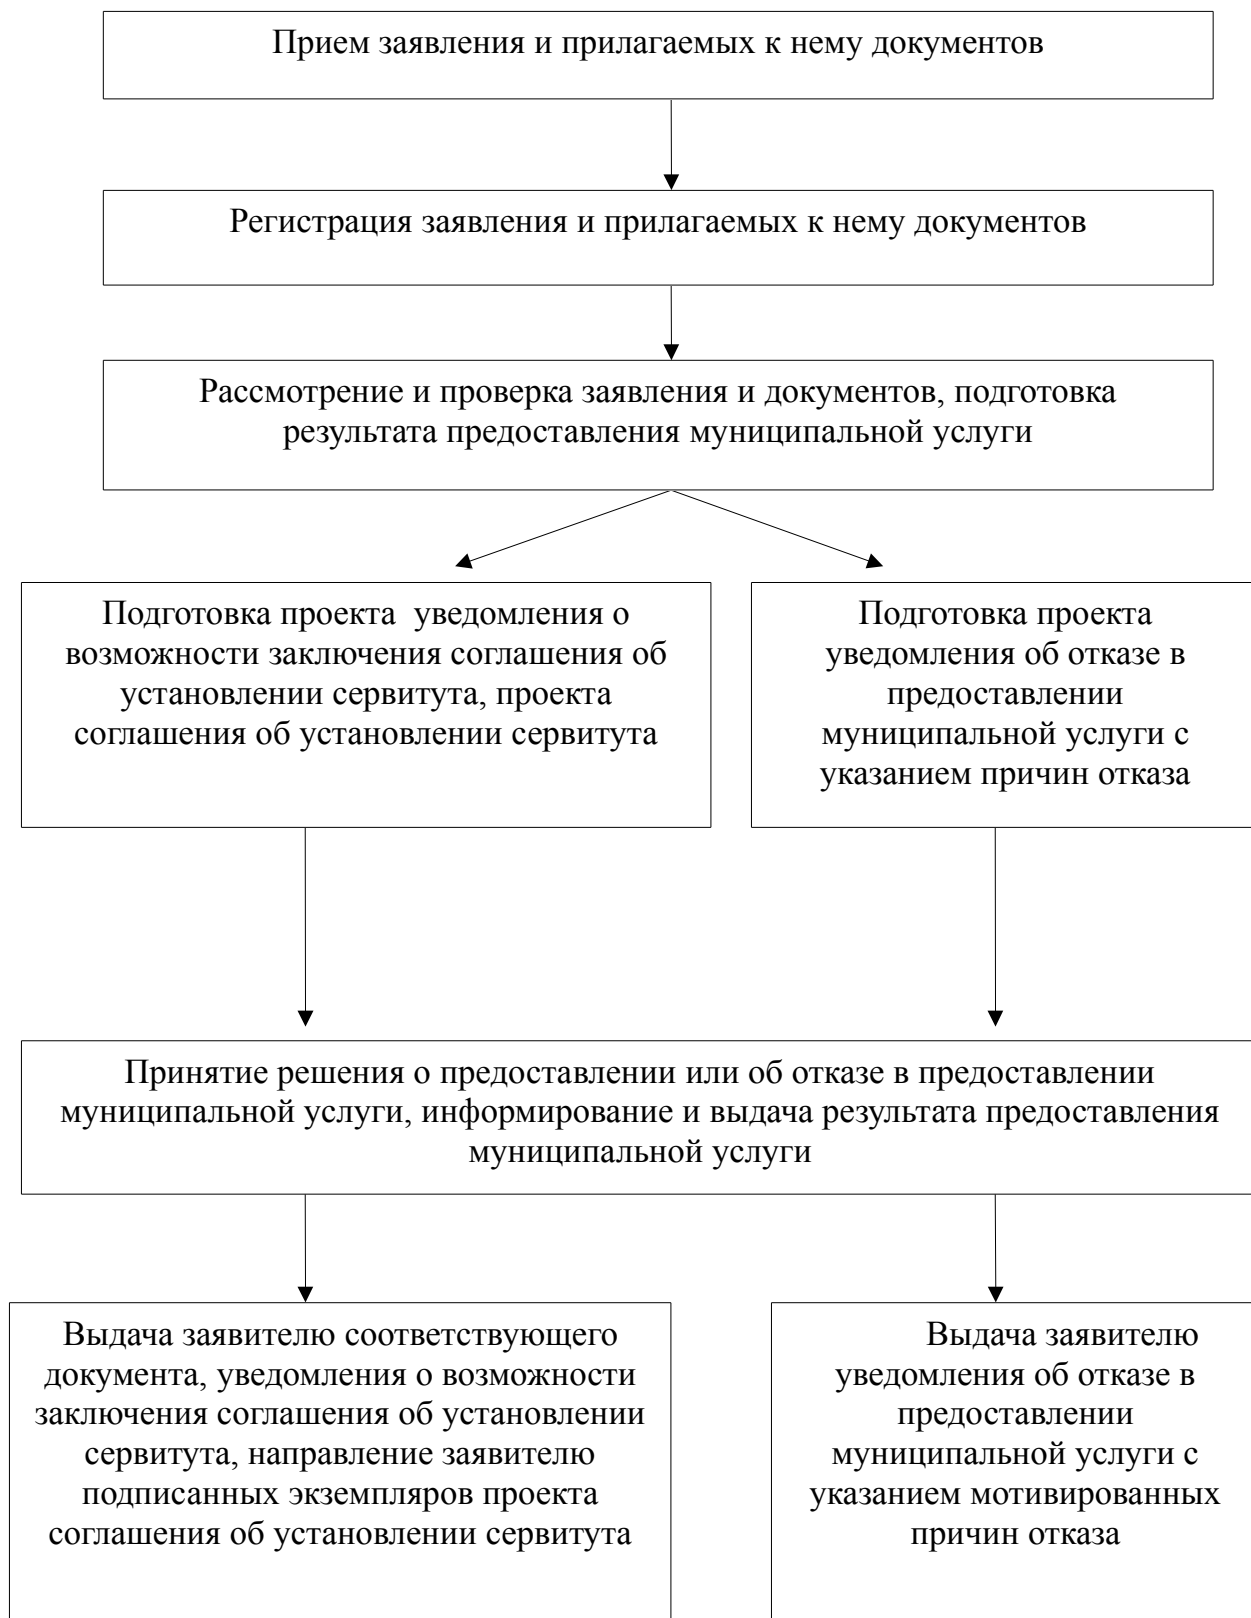 Прием заявления и прилагаемых к нему документов
Регистрация заявления и прилагаемых к нему документов
Рассмотрение и проверка заявления и документов, подготовка
результата предоставления муниципальной услуги
Подготовка проекта  уведомления о
возможности заключения соглашения об
установлении сервитута, проекта
соглашения об установлении сервитута
Подготовка проекта
уведомления об отказе в
предоставлении
муниципальной услуги с
указанием причин отказа
Принятие решения о предоставлении или об отказе в предоставлении
муниципальной услуги, информирование и выдача результата предоставления
муниципальной услуги
Выдача заявителю соответствующего
документа, уведомления о возможности
заключения соглашения об установлении
сервитута, направление заявителю
подписанных экземпляров проекта
соглашения об установлении сервитута
Выдача заявителю
уведомления об отказе в
предоставлении
муниципальной услуги с
указанием мотивированных
причин отказа